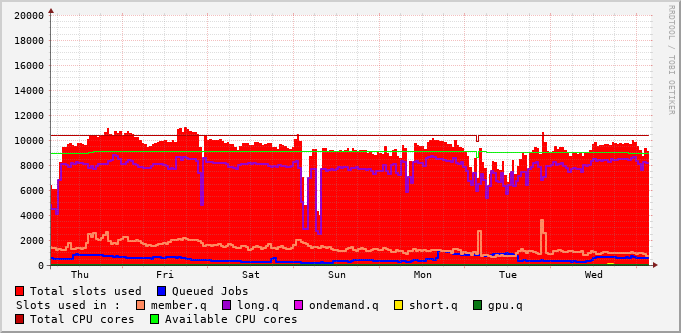 RRDTOOL / TOBI OETIKER
20000
18000
16000
14000
12000
10000
8000
6000
4000
2000
0
Thu Fri Sat Sun Mon Tue Wed
Total slots used Queued Jobs
Slots used in : member.q long.q ondemand.q short.q gpu.q
Total CPU cores Available CPU cores